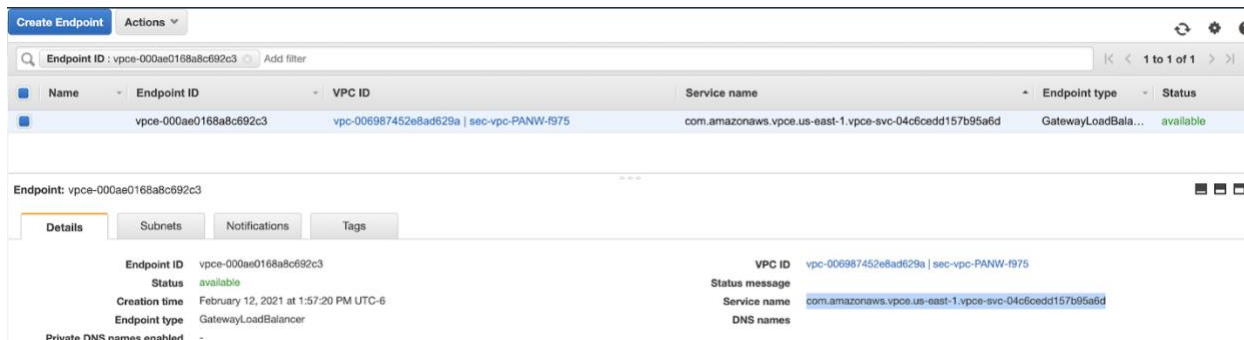 Create Endpoint Actions
Endpoint ID : vpce-000ae0168a8c692c3 Add filter 1 to 1 of 1
Name Endpoint ID VPC ID Service name Endpoint type Status
vpce-000ae0168a8c692c3 vpc-006987452e8ad629a | sec-vpc-PANW-f975 com.amazonaws.vpce.us-east-1.vpce-svc-04c6cedd157b95a6d GatewayLoadBala... available
Endpoint: vpce-000ae0168a8c692c3
Details Subnets Notifications Tags
Endpoint ID vpce-000ae0168a8c692c3 VPC ID vpc-006987452e8ad629a | sec-vpc-PANW-f975
Status available Status message
Creation time February 12, 2021 at 1:57:20 PM UTC-6 Service name com.amazonaws.vpce.us-east-1.vpce-svc-04c6cedd157b95a6d
Endpoint type GatewayLoadBalancer DNS names
Private DNS names enabled -